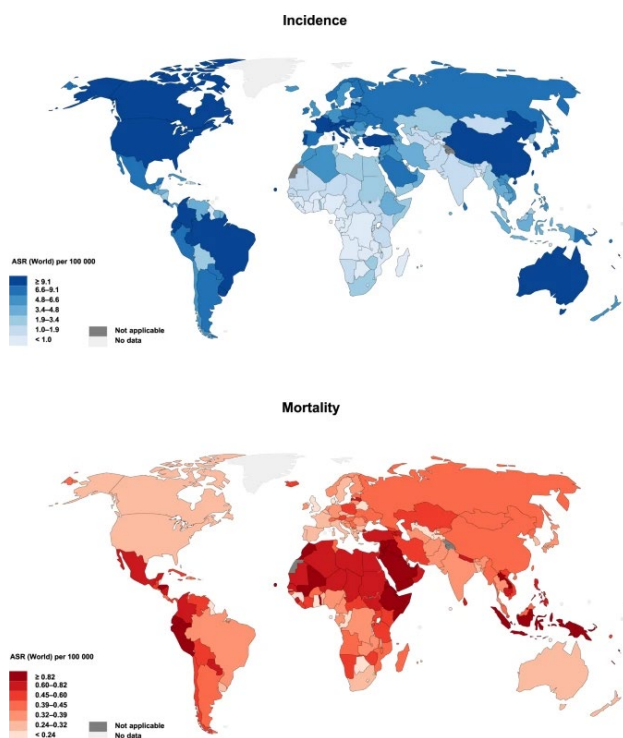 Incidence
ASR (World) per 100 000
≥ 9.1
6.6–9.1
4.8–6.6
3.4–4.8
1.9–3.4
1.0–1.9
< 1.0
Not applicable
No data
Mortality
ASR (World) per 100 000
≥ 0.82
0.60–0.82
0.45–0.60
0.39–0.45
0.32–0.39
0.24–0.32
< 0.24
Not applicable
No data